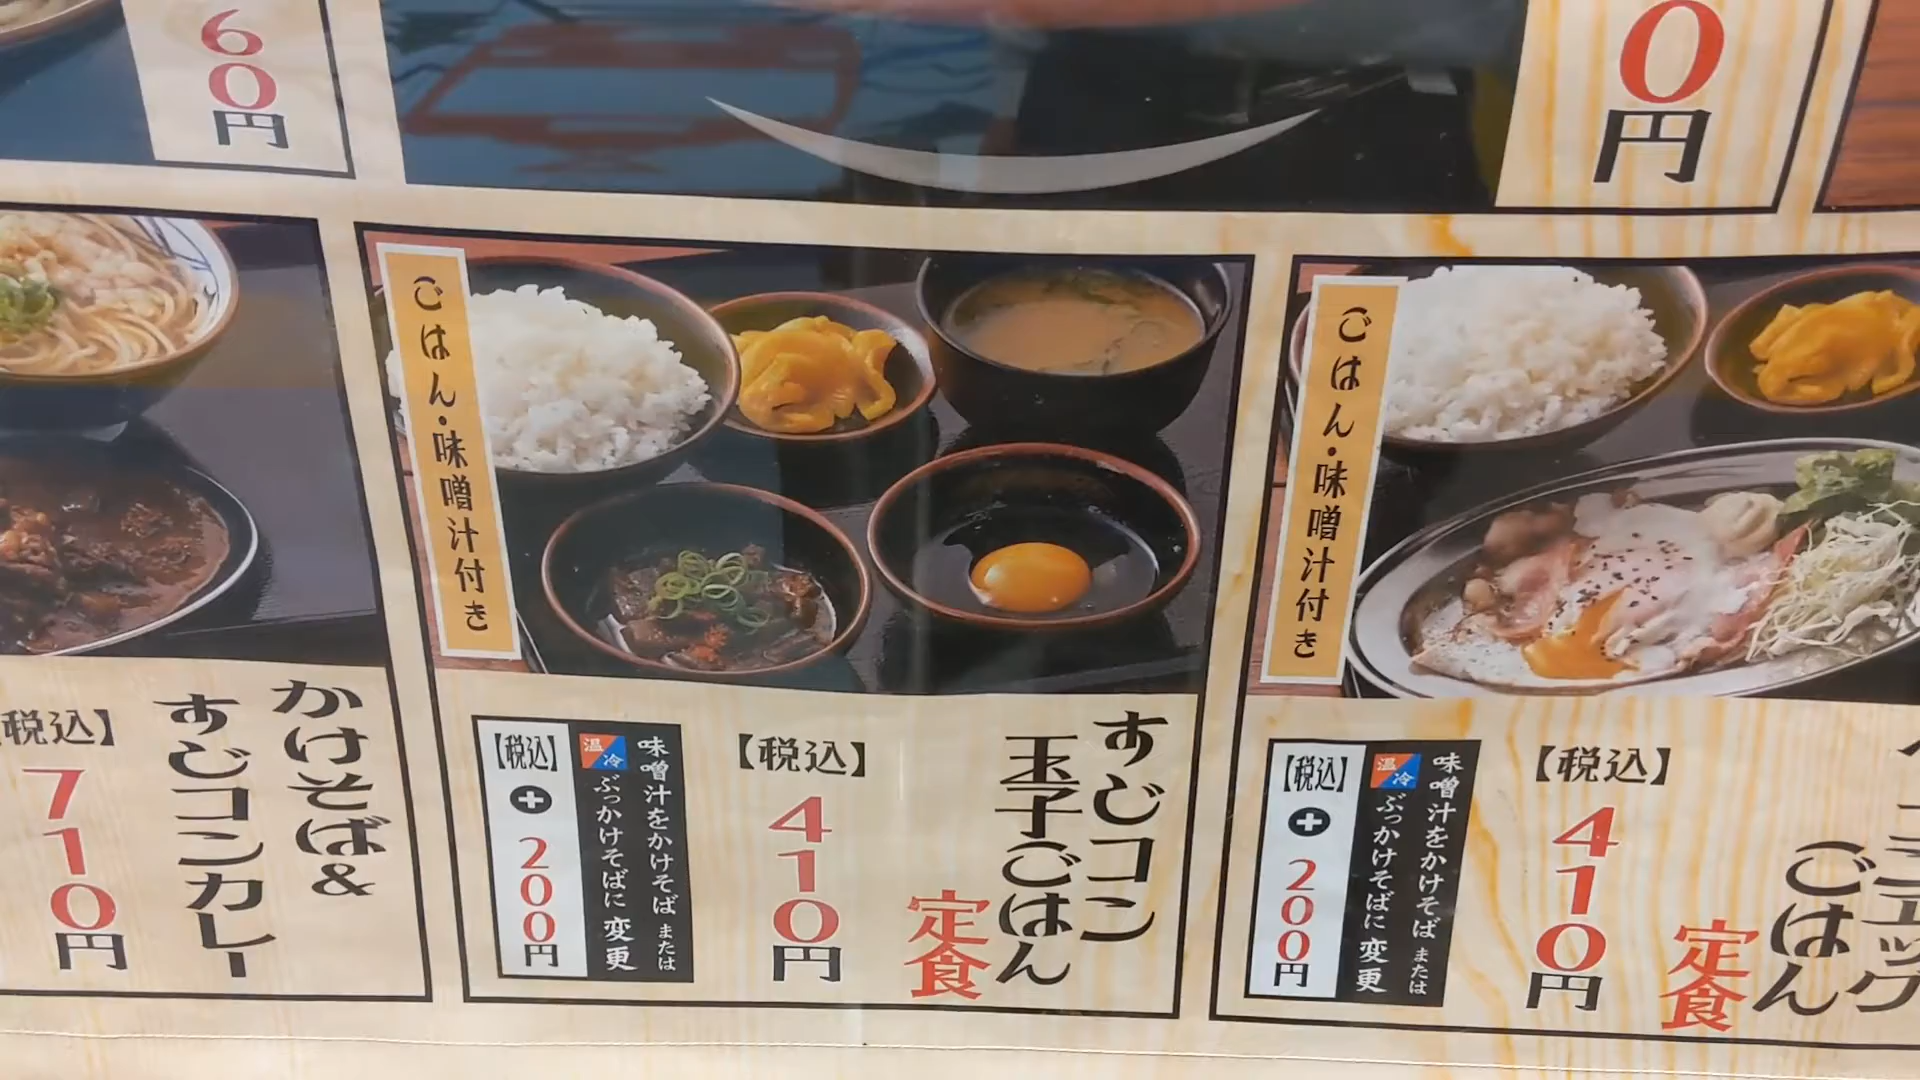 60円
0円
かけそば&
すじコンカレー
【税込】
710円
ごはん・味噌汁付き
すじコン
玉子ごはん
定食
【税込】
410円
味噌汁をかけそば または
温 冷 ぶっかけそばに 変更
【税込】
+200円
ごはん・味噌汁付き
ごはん
定食
【税込】
410円
味噌汁をかけそば または
温 冷 ぶっかけそばに 変更
【税込】
+200円